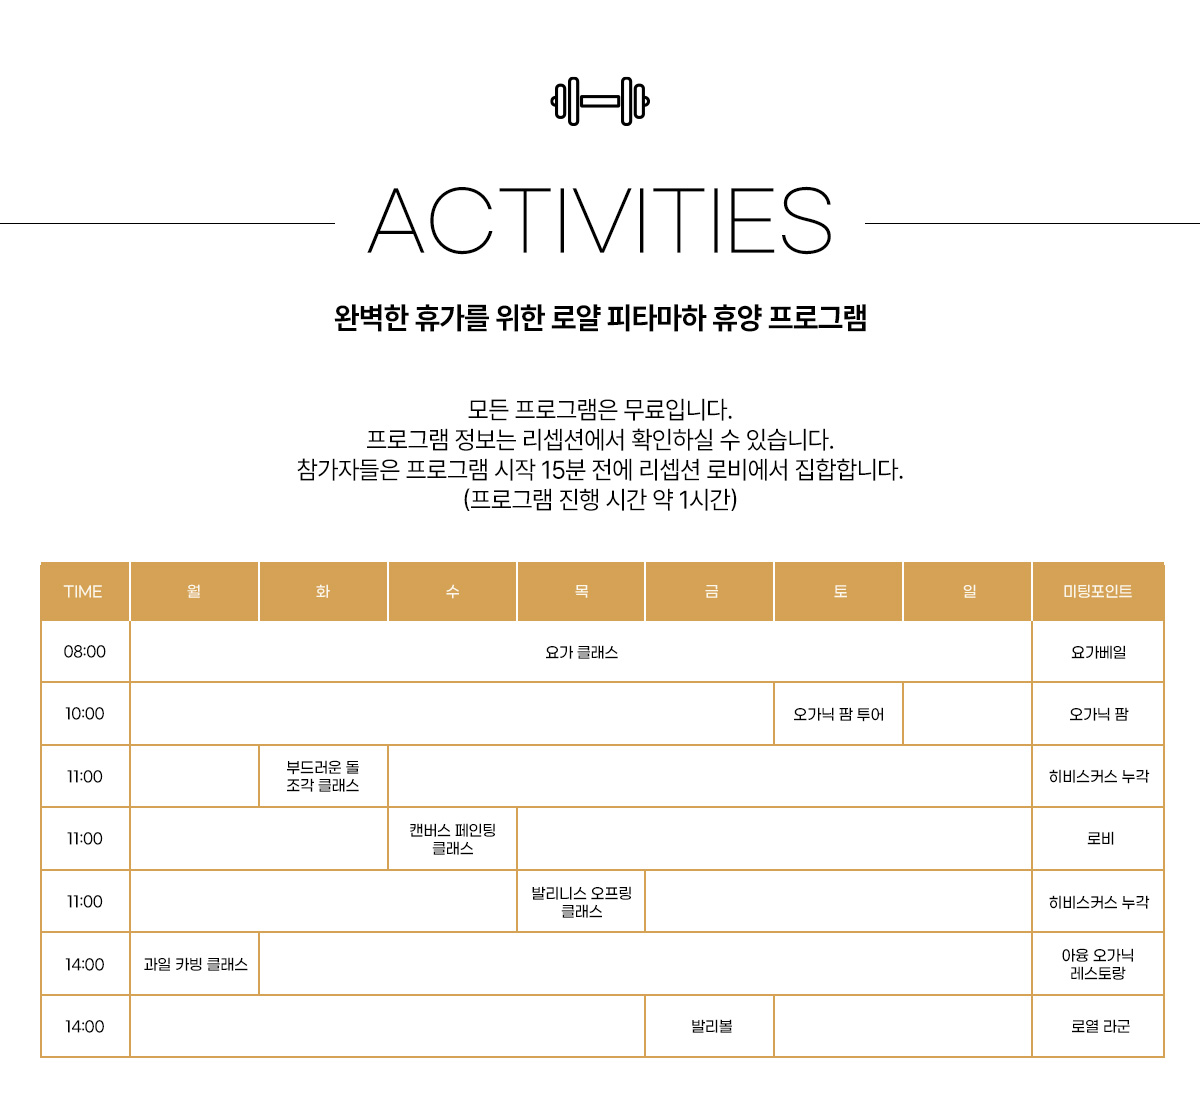 ACTIVITIES
완벽한 휴가를 위한 로얄 피타마하 휴양 프로그램
모든 프로그램은 무료입니다.
프로그램 정보는 리셉션에서 확인하실 수 있습니다.
참가자들은 프로그램 시작 15분 전에 리셉션 로비에서 집합합니다.
(프로그램 진행 시간 약 1시간)
TIME 월 화 수 목 금 토 일 미팅포인트
08:00 요가 클래스 요가베일
10:00 오가닉 팜 투어 오가닉 팜
11:00 부드러운 돌
조각 클래스 히비스커스 누각
11:00 캔버스 페인팅
클래스 로비
11:00 발리니스 오프링
클래스 히비스커스 누각
14:00 과일 카빙 클래스 아융 오가닉
레스토랑
14:00 발리볼 로열 라군